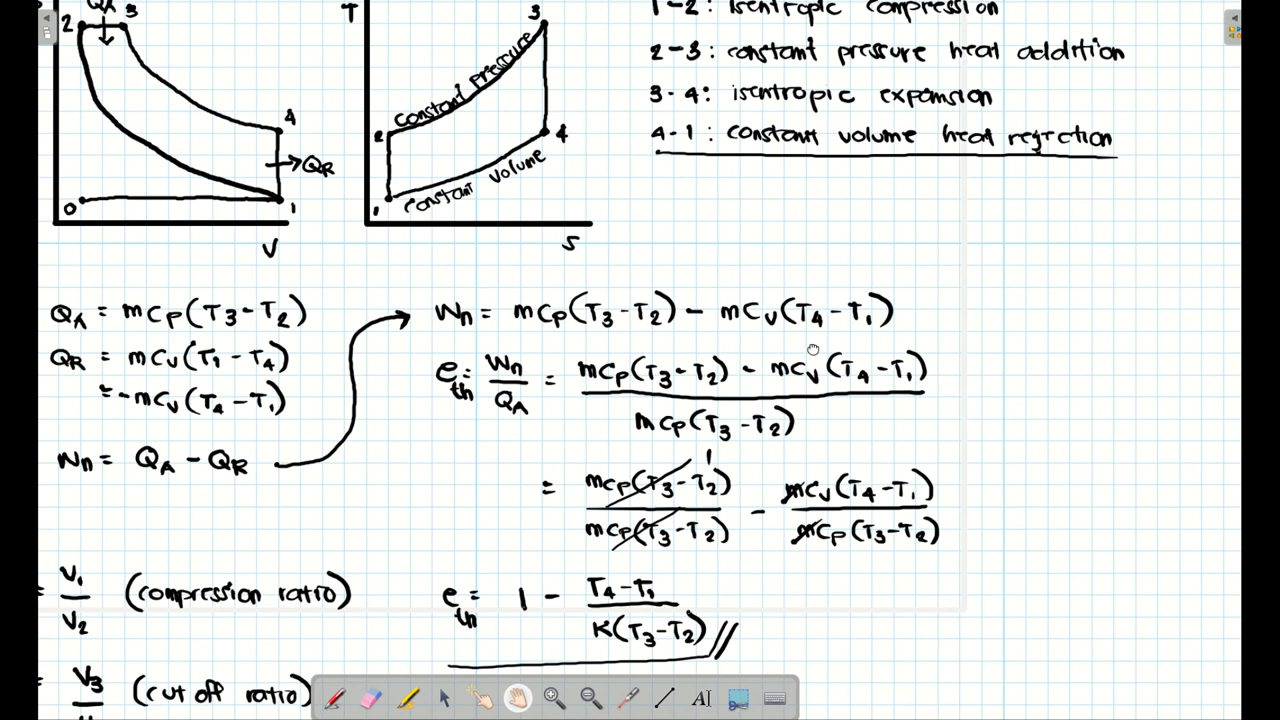 QA
2 3
4
QR
0 1
V
T
3
constant pressure
2
4
constant volume
1
S
1-2: isentropic compression
2-3: constant pressure heat addition
3-4: isentropic expansion
4-1: constant volume heat rejection
QA = mCp(T3-T2)
QR = mCv(T1-T4)
= -mCv(T4-T1)
Wn = QA - QR
Wn = mCp(T3-T2) - mCv(T4-T1)
eth = Wn/QA = mCp(T3-T2) - mCv(T4-T1) / mCp(T3-T2)
= mCp(T3-T2)/mCp(T3-T2) 1 - mCv(T4-T1)/mCp(T3-T2)
eth = 1 - T4-T1 / K(T3-T2) //
= V1/V2 (compression ratio)
= V3/ (cut off ratio)
AI